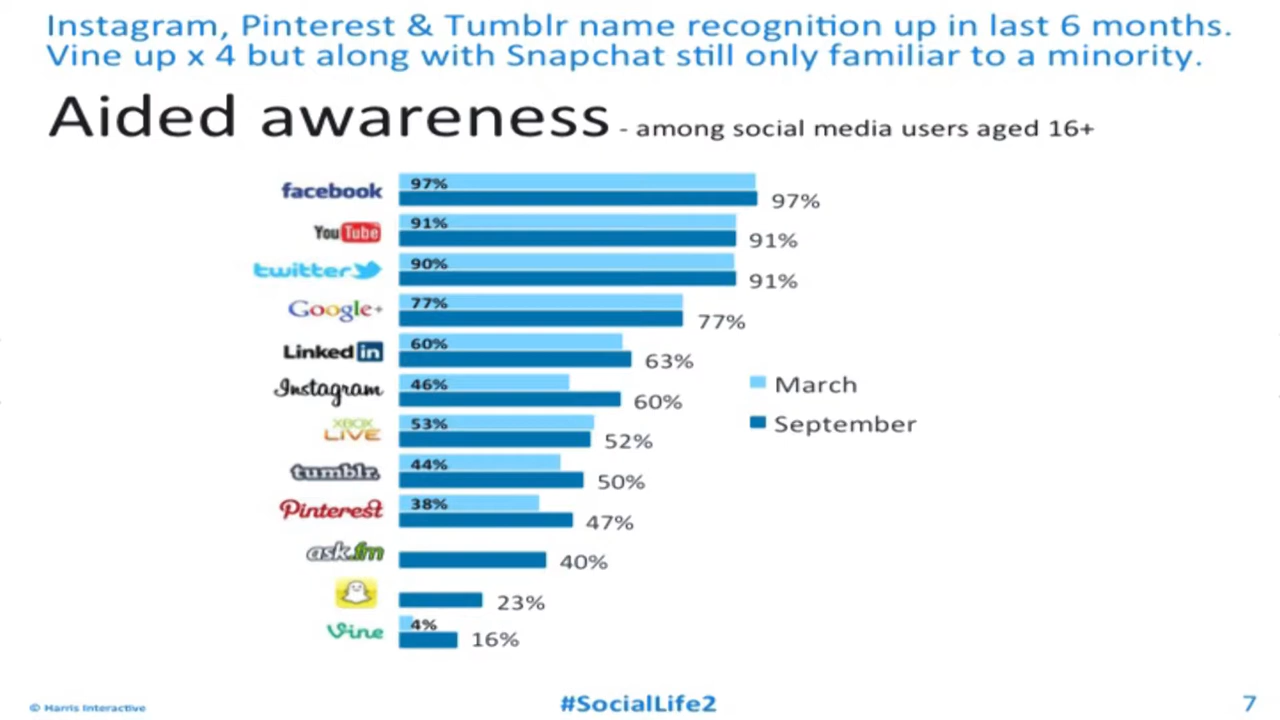 Instagram, Pinterest & Tumblr name recognition up in last 6 months.
Vine up x 4 but along with Snapchat still only familiar to a minority.
Aided awareness - among social media users aged 16+
facebook 97% 97%
YouTube 91% 91%
twitter 90% 91%
Google+ 77% 77%
Linked in 60% 63%
Instagram 46% 60%
XBOX LIVE 53% 52%
tumblr. 44% 50%
Pinterest 38% 47%
ask.fm 40%
23%
Vine 4% 16%
March
September
© Harris Interactive
#SocialLife2
7